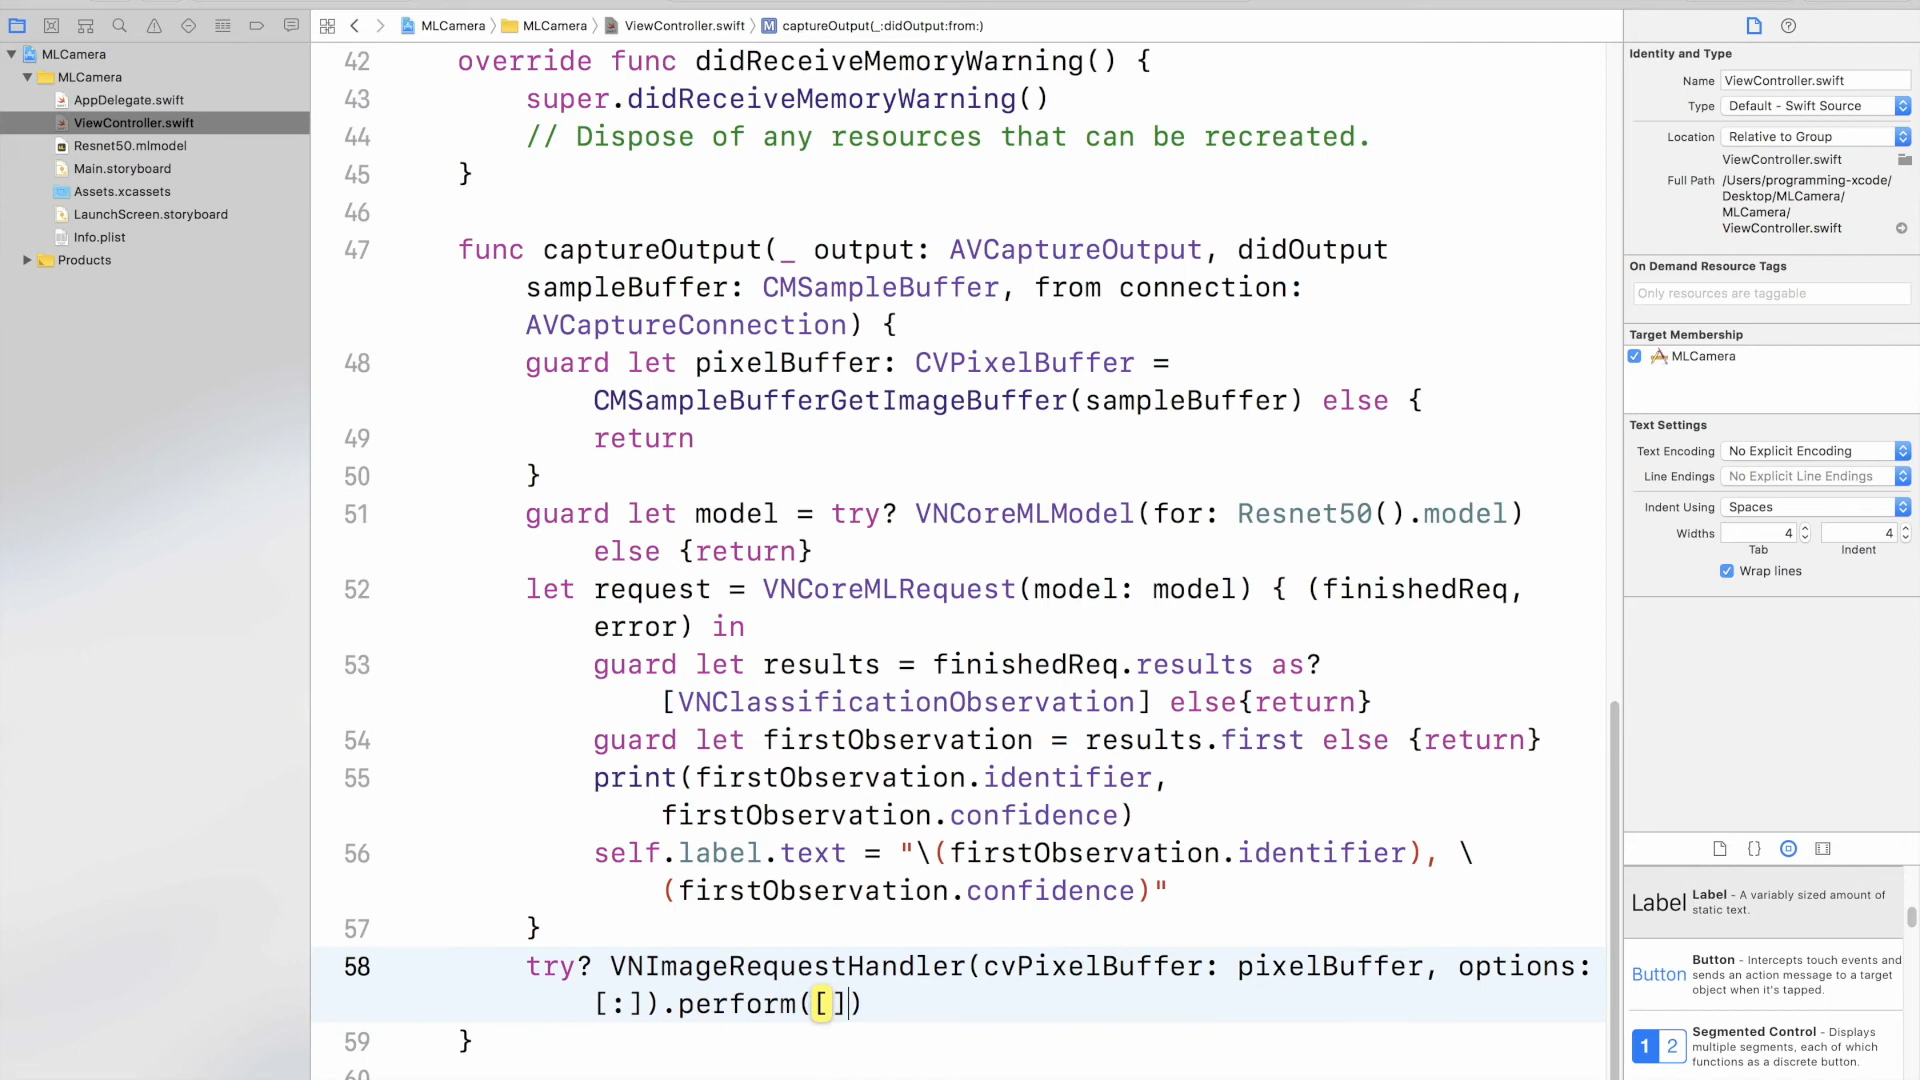 MLCamera
MLCamera
ViewController.swift
M
captureOutput(_:didOutput:from:)
MLCamera
MLCamera
AppDelegate.swift
ViewController.swift
Resnet50.mlmodel
Main.storyboard
Assets.xcassets
LaunchScreen.storyboard
Info.plist
Products
42 override func didReceiveMemoryWarning() {
43 super.didReceiveMemoryWarning()
44 // Dispose of any resources that can be recreated.
45 }
46
47 func captureOutput(_ output: AVCaptureOutput, didOutput
sampleBuffer: CMSampleBuffer, from connection:
AVCaptureConnection) {
48 guard let pixelBuffer: CVPixelBuffer =
CMSampleBufferGetImageBuffer(sampleBuffer) else {
49 return
50 }
51 guard let model = try? VNCoreMLModel(for: Resnet50().model)
else {return}
52 let request = VNCoreMLRequest(model: model) { (finishedReq,
error) in
53 guard let results = finishedReq.results as?
[VNClassificationObservation] else{return}
54 guard let firstObservation = results.first else {return}
55 print(firstObservation.identifier,
firstObservation.confidence)
56 self.label.text = "\(firstObservation.identifier), \
(firstObservation.confidence)"
57 }
58 try? VNImageRequestHandler(cvPixelBuffer: pixelBuffer, options:
[:]).perform([])
59 }
60
Identity and Type
Name ViewController.swift
Type Default - Swift Source
Location Relative to Group
ViewController.swift
Full Path /Users/programming-xcode/
Desktop/MLCamera/
MLCamera/
ViewController.swift
On Demand Resource Tags
Only resources are taggable
Target Membership
MLCamera
Text Settings
Text Encoding No Explicit Encoding
Line Endings No Explicit Line Endings
Indent Using Spaces
Widths 4 4
Tab Indent
Wrap lines
{}
Label
Label - A variably sized amount of
static text.
Button
Button - Intercepts touch events and
sends an action message to a target
object when it's tapped.
1 2
Segmented Control - Displays
multiple segments, each of which
functions as a discrete button.